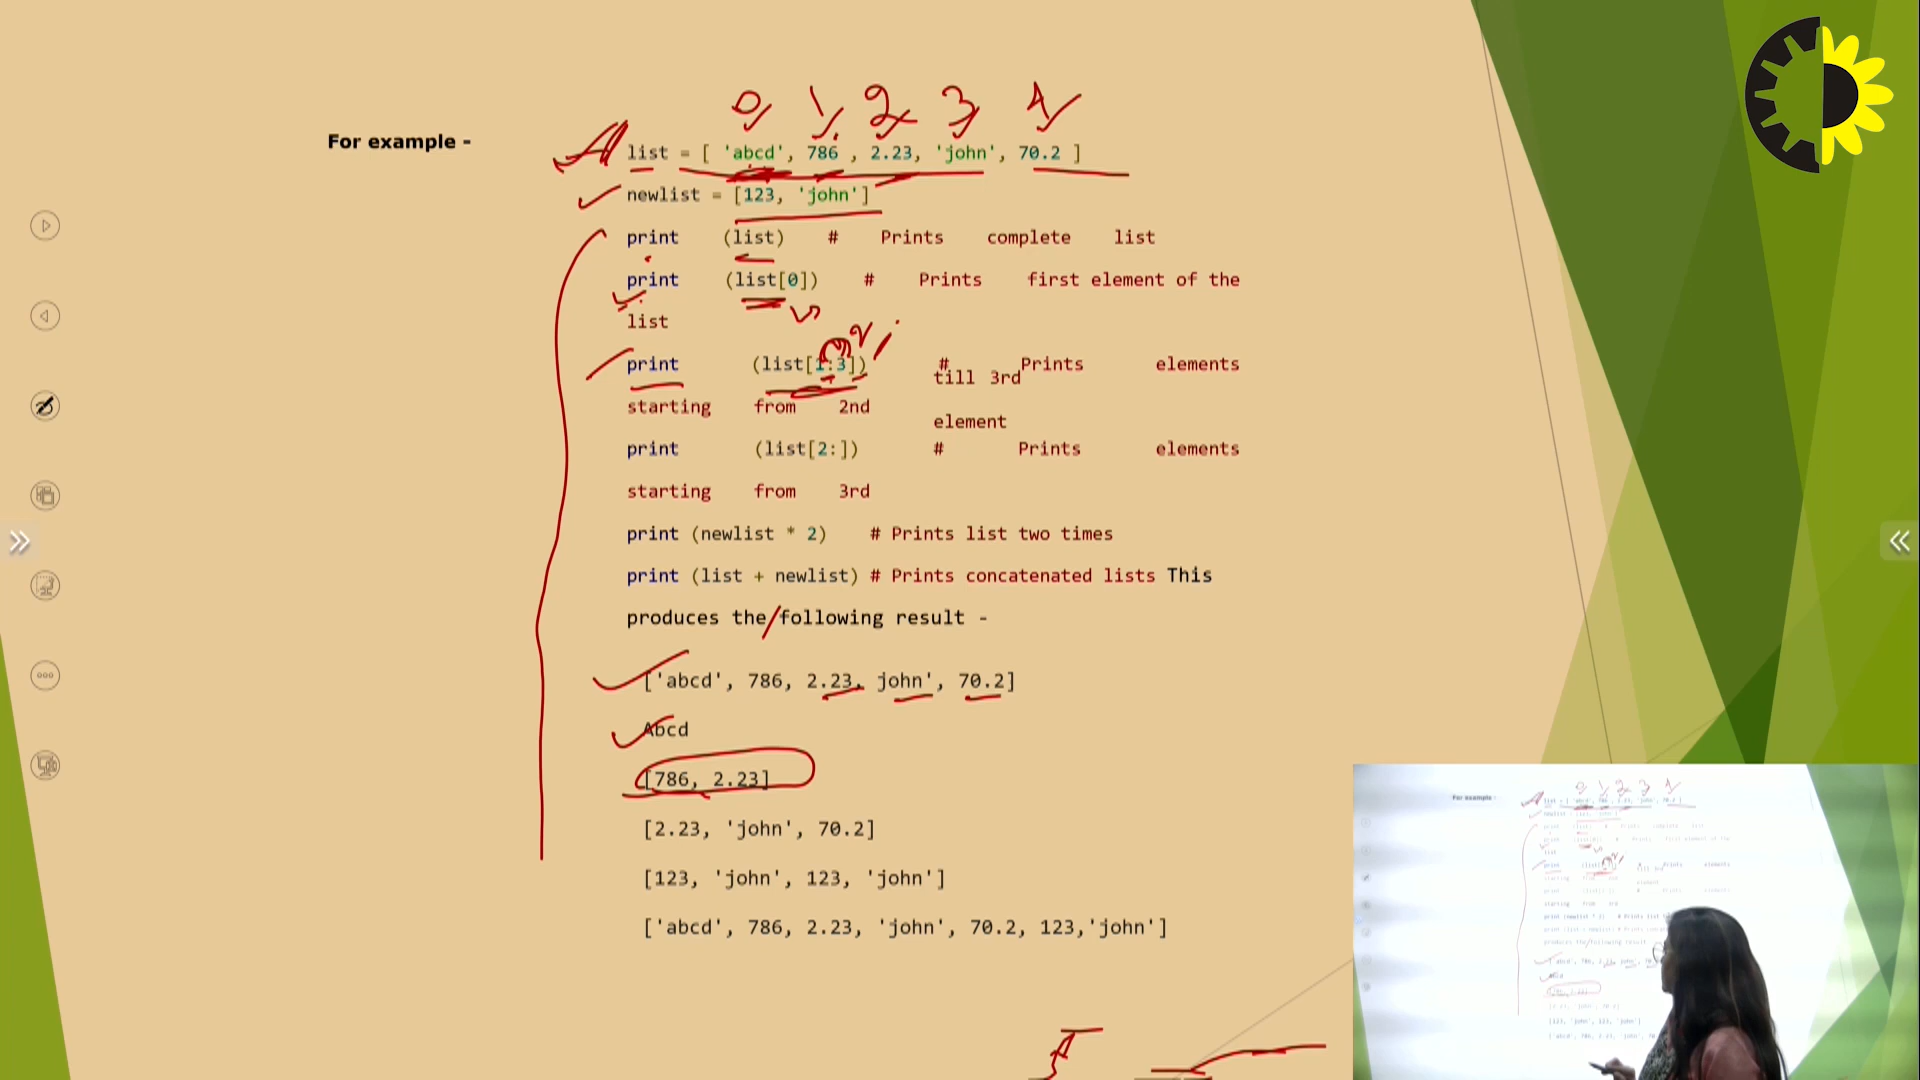 0 1 2 3 4
For example -
list = [ 'abcd', 786 , 2.23, 'john', 70.2 ]
newlist = [123, 'john']
print (list) # Prints complete list
print (list[0]) # Prints first element of the
list
print (list[1:3]) # Prints elements
till 3rd
starting from 2nd
element
print (list[2:]) # Prints elements
starting from 3rd
print (newlist * 2) # Prints list two times
print (list + newlist) # Prints concatenated lists This
produces the following result -
['abcd', 786, 2.23, john', 70.2]
Abcd
[786, 2.23]
[2.23, 'john', 70.2]
[123, 'john', 123, 'john']
['abcd', 786, 2.23, 'john', 70.2, 123,'john']